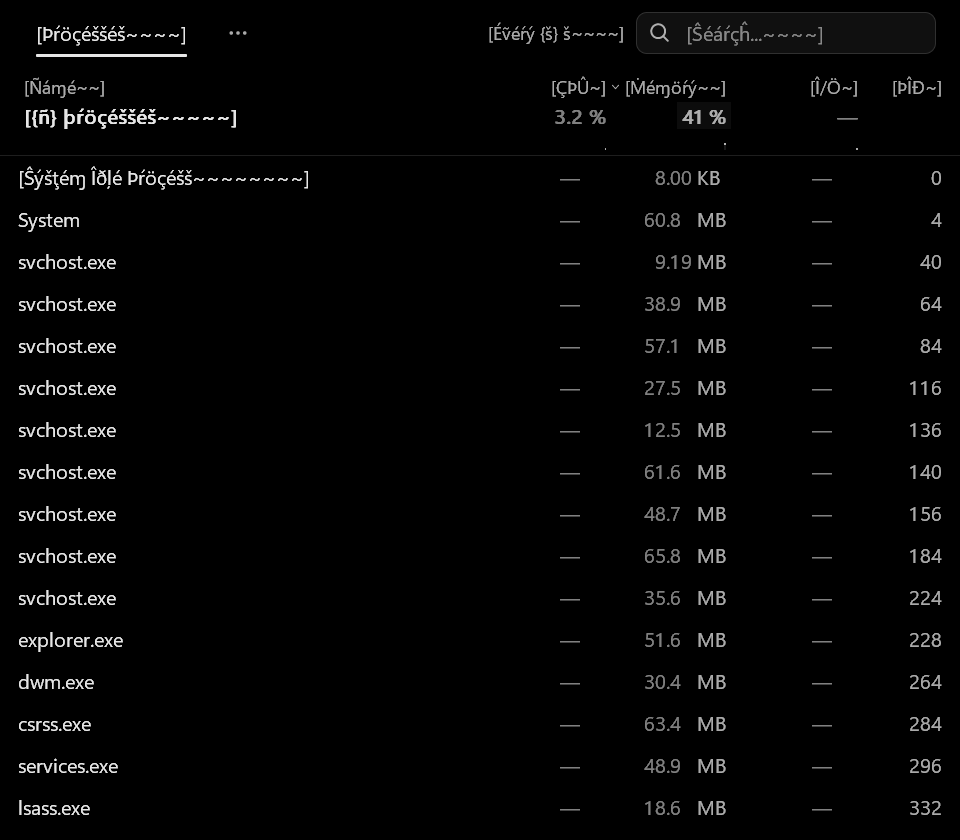 [Þŕöçéššéš~~~~] ••• [Éṽéŕý {š} š~~~~] [Ŝéáŕçĥ...~~~~]
[Ñáɱé~~] [ÇÞÛ~] [Ṁéɱöŕý~~] [Î/Ö~] [ÞÎÐ~]
[{ñ} þŕöçéššéš~~~~~] 3.2 % 41 % —
[Ŝýšţéɱ Îðļé Þŕöçéšš~~~~~~~~] — 8.00 KB — 0
System — 60.8 MB — 4
svchost.exe — 9.19 MB — 40
svchost.exe — 38.9 MB — 64
svchost.exe — 57.1 MB — 84
svchost.exe — 27.5 MB — 116
svchost.exe — 12.5 MB — 136
svchost.exe — 61.6 MB — 140
svchost.exe — 48.7 MB — 156
svchost.exe — 65.8 MB — 184
svchost.exe — 35.6 MB — 224
explorer.exe — 51.6 MB — 228
dwm.exe — 30.4 MB — 264
csrss.exe — 63.4 MB — 284
services.exe — 48.9 MB — 296
lsass.exe — 18.6 MB — 332